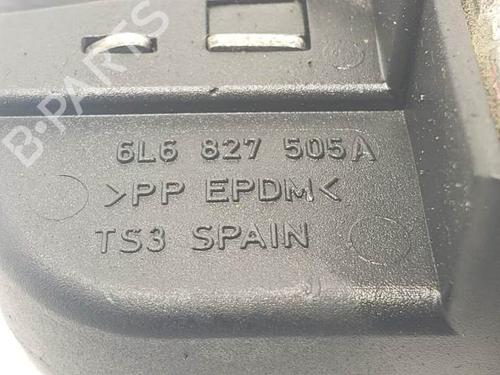 B-PARTS
6L6 827 505A
>PP EPDM<
TS3 SPAIN